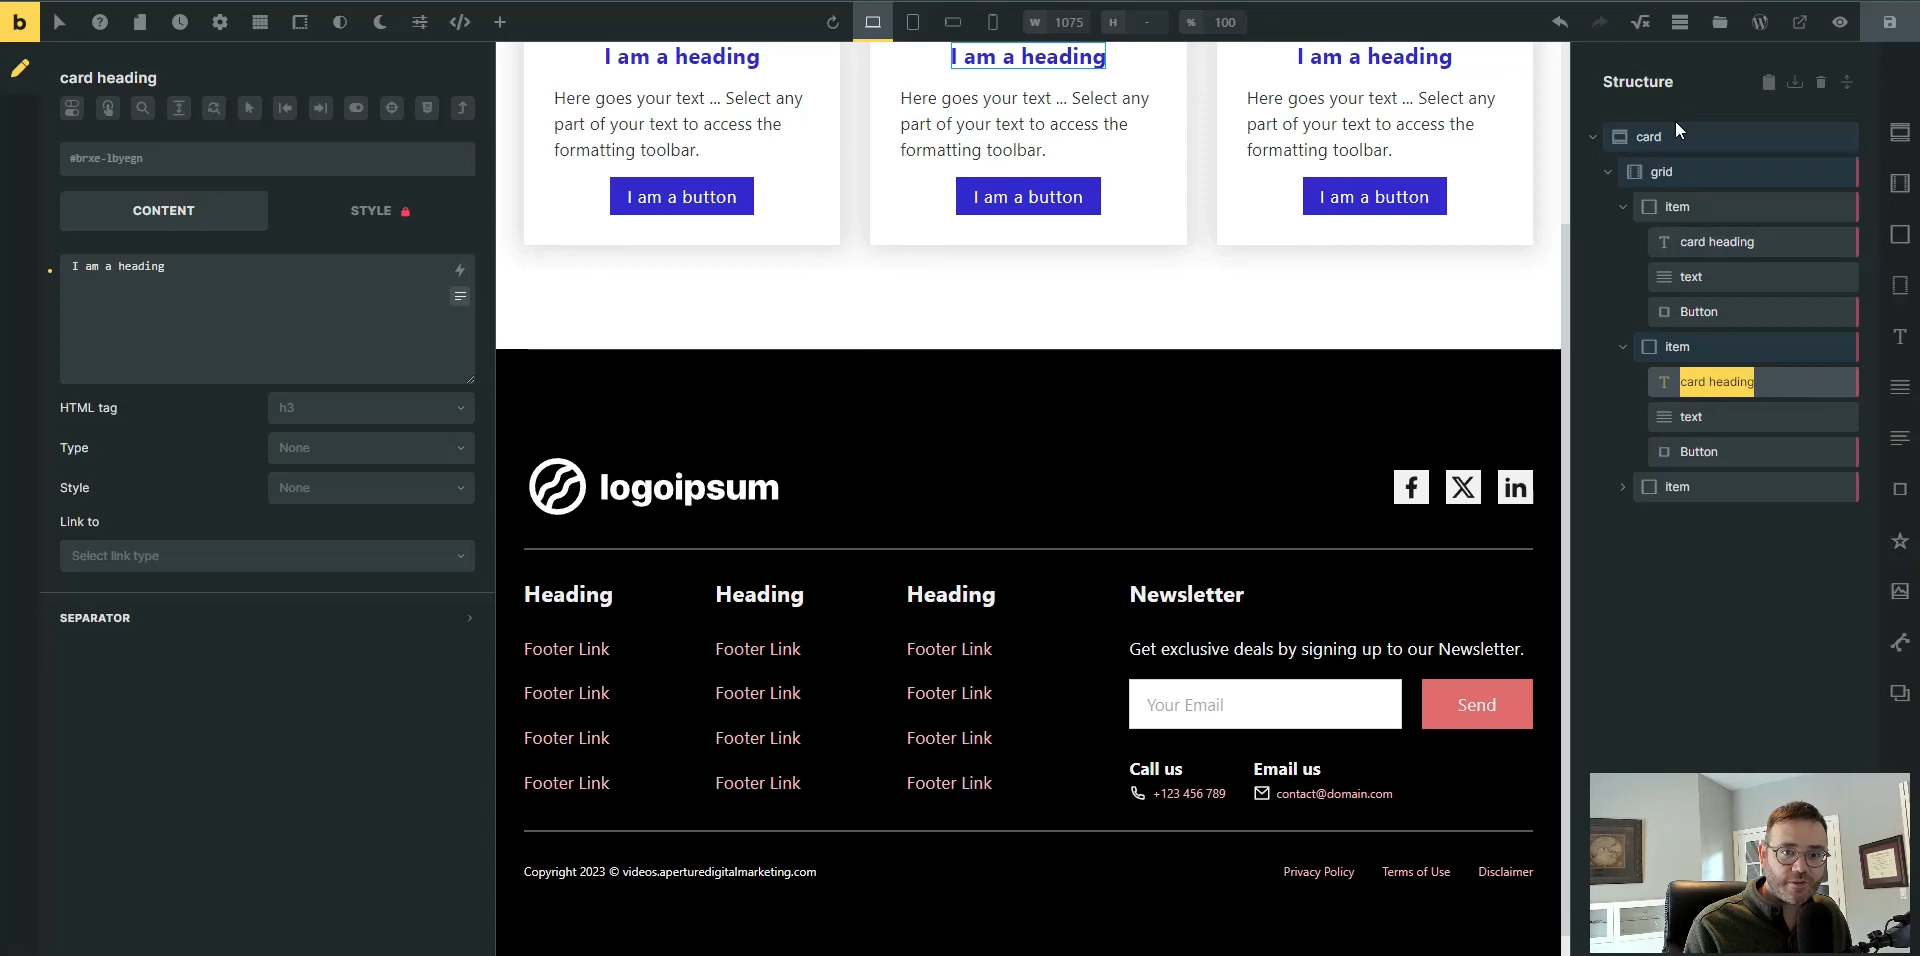 b
W 1075
H -
% 100
card heading
#brxe-lbyegn
CONTENT
STYLE
I am a heading
HTML tag
h3
Type
None
Style
None
Link to
Select link type
SEPARATOR
I am a heading
I am a heading
I am a heading
Here goes your text ... Select any
part of your text to access the
formatting toolbar.
Here goes your text ... Select any
part of your text to access the
formatting toolbar.
Here goes your text ... Select any
part of your text to access the
formatting toolbar.
I am a button
I am a button
I am a button
logoipsum
Heading
Footer Link
Footer Link
Footer Link
Footer Link
Heading
Footer Link
Footer Link
Footer Link
Footer Link
Heading
Footer Link
Footer Link
Footer Link
Footer Link
Newsletter
Get exclusive deals by signing up to our Newsletter.
Your Email
Send
Call us
+123 456 789
Email us
contact@domain.com
Copyright 2023 © videos.aperturedigitalmarketing.com
Privacy Policy
Terms of Use
Disclaimer
Structure
card
grid
item
card heading
text
Button
item
card heading
text
Button
item